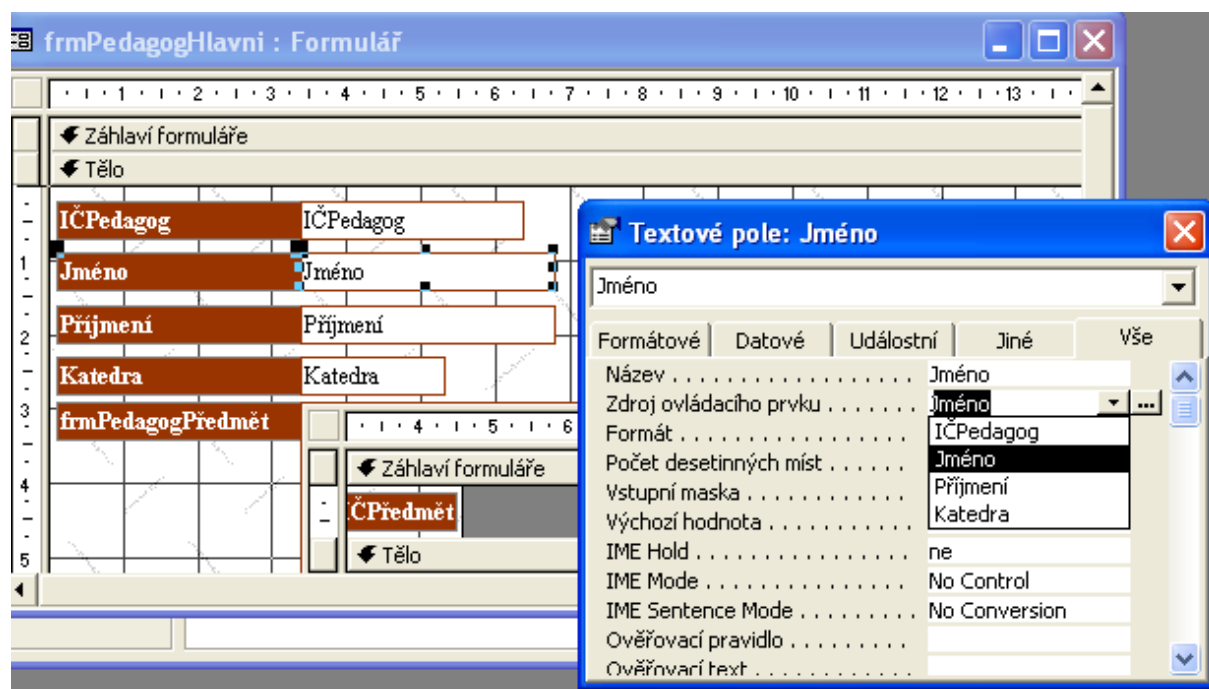 frmPedagogHlavni : Formulář
1 2 3 4 5 6 7 8 9 10 11 12 13
Záhlaví formuláře
Tělo
IČPedagog IČPedagog
1
Jméno Jméno
2
Příjmení Příjmení
Katedra Katedra
3
frmPedagogPředmět
4 5 6
Záhlaví formuláře
4
IČPředmět
Tělo
5
Textové pole: Jméno
Jméno
Formátové Datové Událostní Jiné Vše
Název . . . . . . . . . . . . . . . . . . Jméno
Zdroj ovládacího prvku . . . . . . . Jméno ...
Formát . . . . . . . . . . . . . . . . . IČPedagog
Počet desetinných míst . . . . . . Jméno
Vstupní maska . . . . . . . . . . . . Příjmení
Výchozí hodnota . . . . . . . . . . . Katedra
IME Hold . . . . . . . . . . . . . . . . ne
IME Mode . . . . . . . . . . . . . . . No Control
IME Sentence Mode . . . . . . . . . No Conversion
Ověřovací pravidlo . . . . . . . . . .
Ověřovací text . . . . . . . . . . . .